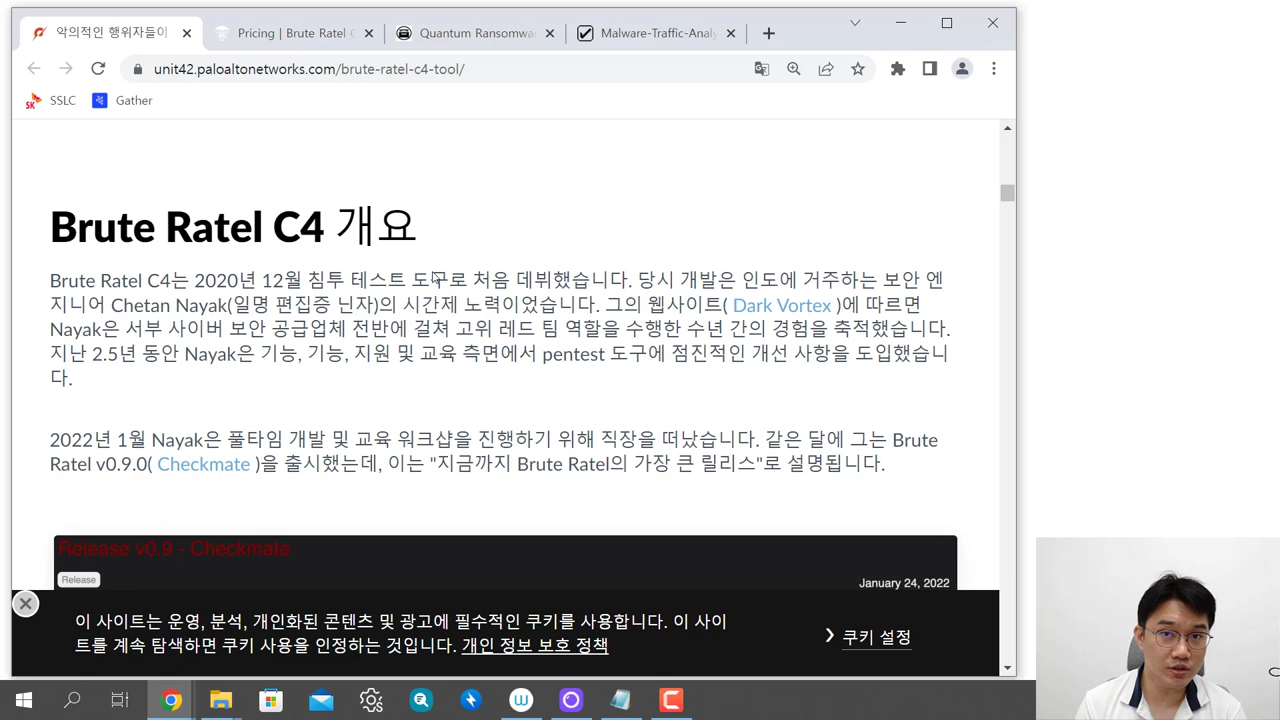 악의적인 행위자들이
Pricing | Brute Ratel C
Quantum Ransomwa
Malware-Traffic-Analy
unit42.paloaltonetworks.com/brute-ratel-c4-tool/
SK SSLC
Gather
Brute Ratel C4 개요
Brute Ratel C4는 2020년 12월 침투 테스트 도구로 처음 데뷔했습니다. 당시 개발은 인도에 거주하는 보안 엔
지니어 Chetan Nayak(일명 편집증 닌자)의 시간제 노력이었습니다. 그의 웹사이트( Dark Vortex )에 따르면
Nayak은 서부 사이버 보안 공급업체 전반에 걸쳐 고위 레드 팀 역할을 수행한 수년 간의 경험을 축적했습니다.
지난 2.5년 동안 Nayak은 기능, 기능, 지원 및 교육 측면에서 pentest 도구에 점진적인 개선 사항을 도입했습니
다.
2022년 1월 Nayak은 풀타임 개발 및 교육 워크샵을 진행하기 위해 직장을 떠났습니다. 같은 달에 그는 Brute
Ratel v0.9.0( Checkmate )을 출시했는데, 이는 "지금까지 Brute Ratel의 가장 큰 릴리스"로 설명됩니다.
Release v0.9 - Checkmate
Release
January 24, 2022
이 사이트는 운영, 분석, 개인화된 콘텐츠 및 광고에 필수적인 쿠키를 사용합니다. 이 사이
트를 계속 탐색하면 쿠키 사용을 인정하는 것입니다. 개인 정보 보호 정책
쿠키 설정